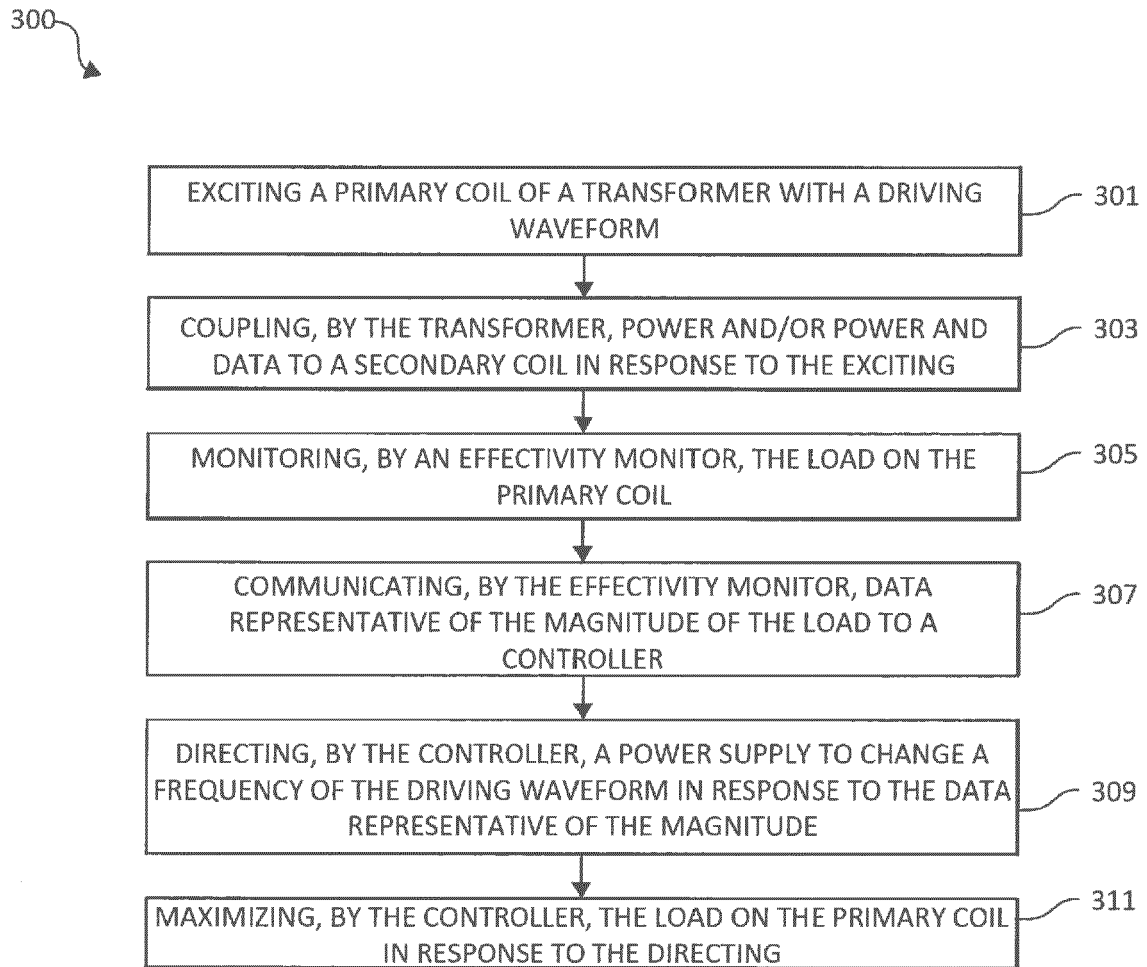 300
EXCITING A PRIMARY COIL OF A TRANSFORMER WITH A DRIVING
WAVEFORM
301
COUPLING, BY THE TRANSFORMER, POWER AND/OR POWER AND
DATA TO A SECONDARY COIL IN RESPONSE TO THE EXCITING
303
MONITORING, BY AN EFFECTIVITY MONITOR, THE LOAD ON THE
PRIMARY COIL
305
COMMUNICATING, BY THE EFFECTIVITY MONITOR, DATA
REPRESENTATIVE OF THE MAGNITUDE OF THE LOAD TO A
CONTROLLER
307
DIRECTING, BY THE CONTROLLER, A POWER SUPPLY TO CHANGE A
FREQUENCY OF THE DRIVING WAVEFORM IN RESPONSE TO THE DATA
REPRESENTATIVE OF THE MAGNITUDE
309
MAXIMIZING, BY THE CONTROLLER, THE LOAD ON THE PRIMARY COIL
IN RESPONSE TO THE DIRECTING
311